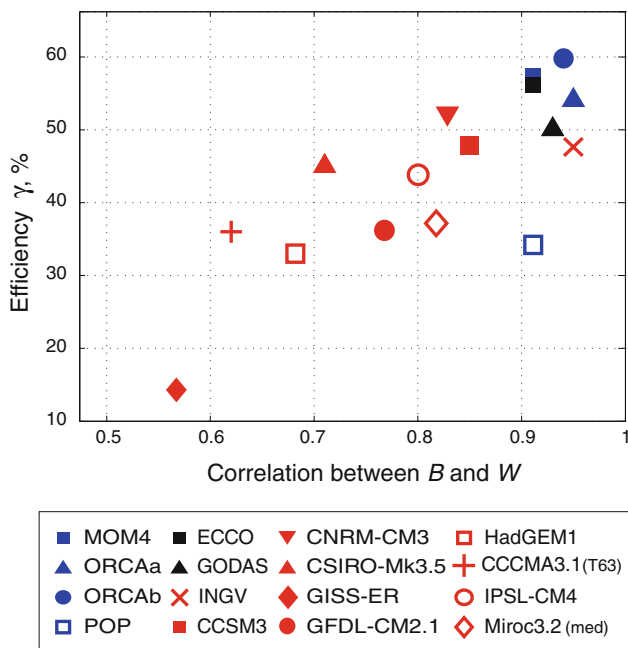 60
50
40
30
20
10
Efficiency γ, %
0.5 0.6 0.7 0.8 0.9 1
Correlation between B and W
MOM4 ECCO CNRM-CM3 HadGEM1
ORCAa GODAS CSIRO-Mk3.5 CCCMA3.1(T63)
ORCAb INGV GISS-ER IPSL-CM4
POP CCSM3 GFDL-CM2.1 Miroc3.2 (med)